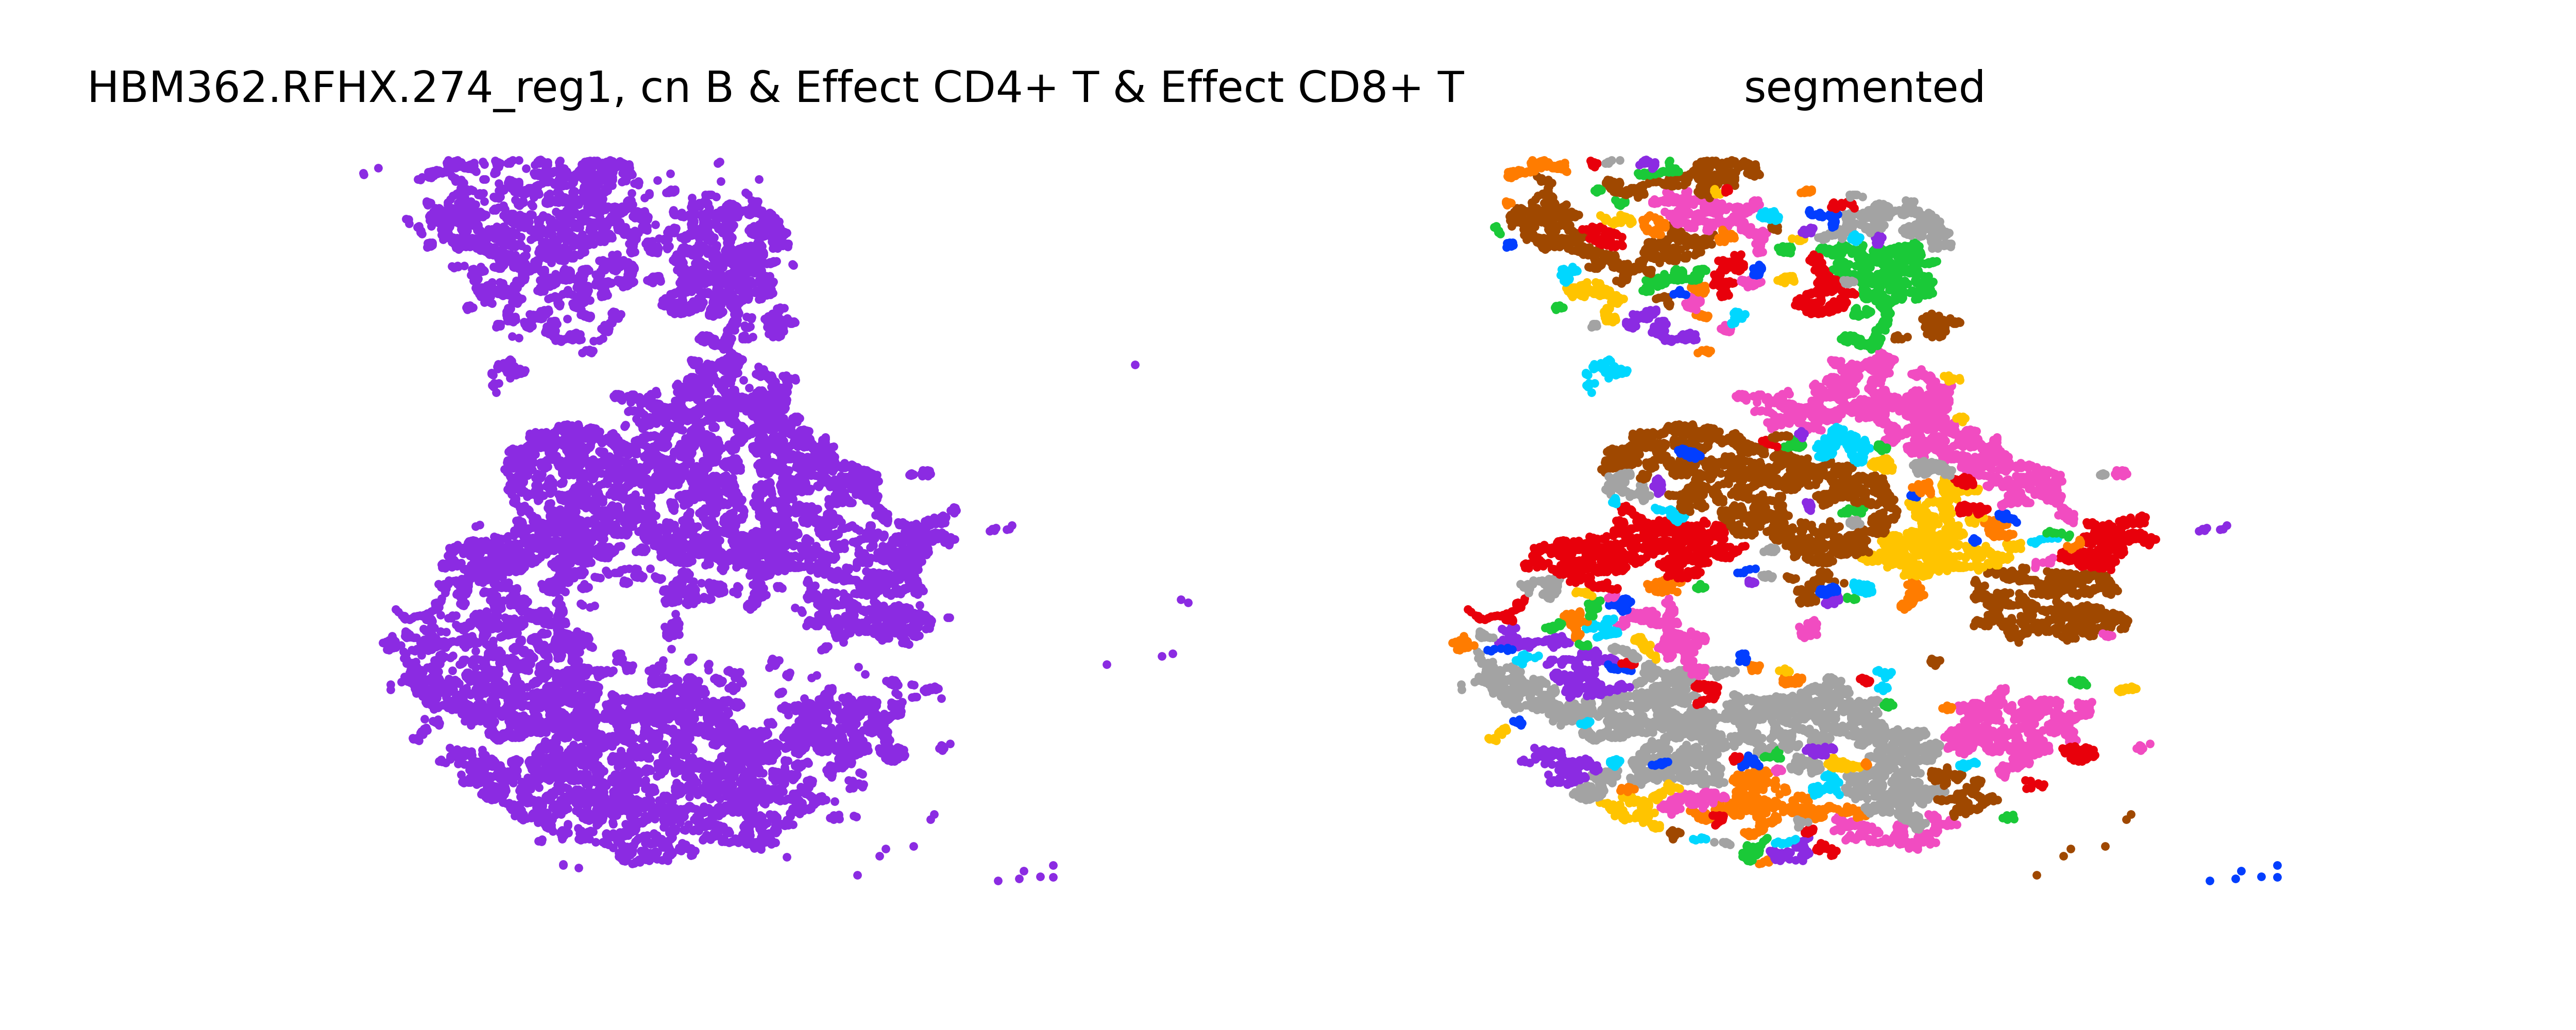 HBM362.RFHX.274_reg1, cn B & Effect CD4+ T & Effect CD8+ T
segmented